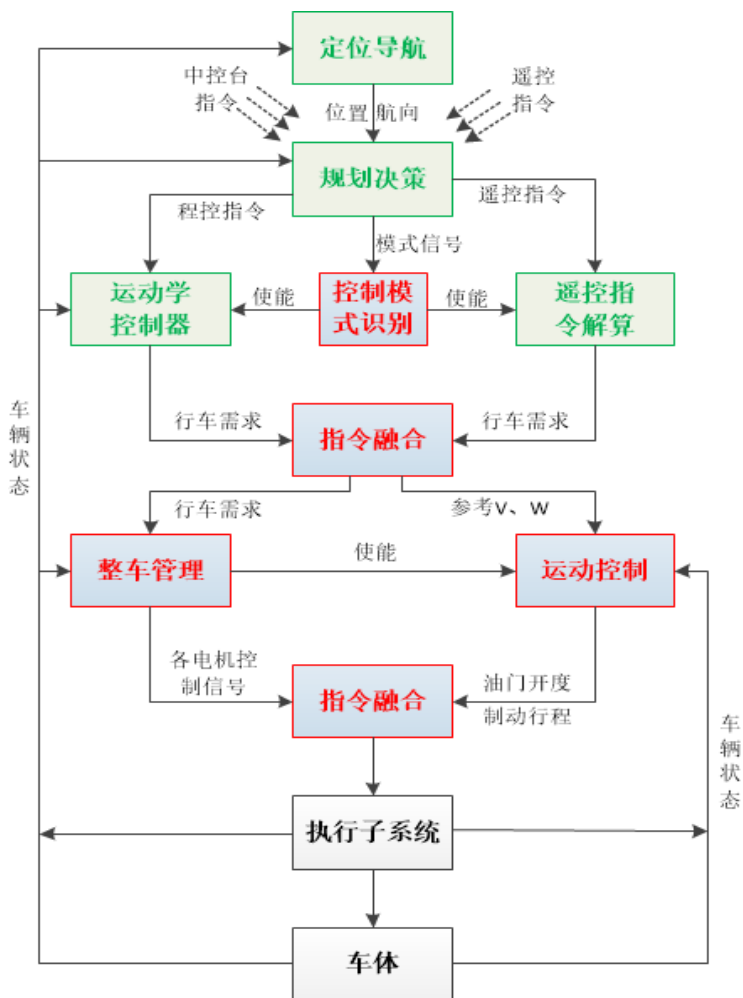 定位导航
中控台
指令
遥控
指令
位置 航向
规划决策
程控指令
遥控指令
模式信号
运动学
控制器
使能
控制模
式识别
使能
遥控指
令解算
行车需求
指令融合
行车需求
车辆状态
行车需求
参考V、W
整车管理
使能
运动控制
各电机控
制信号
指令融合
油门开度
制动行程
车辆状态
执行子系统
车体